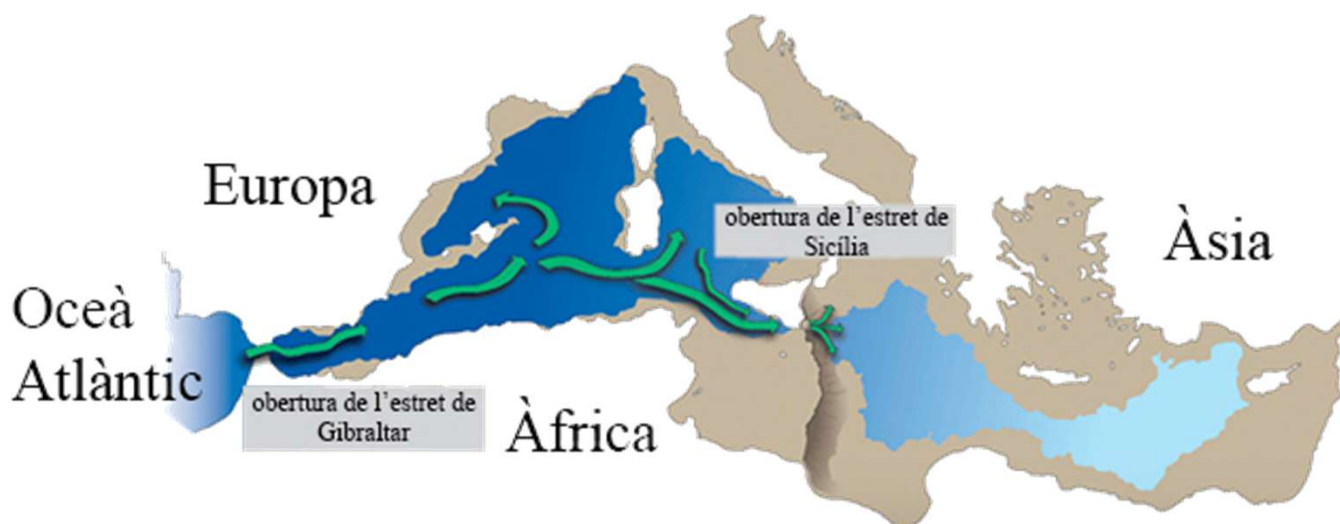 Europa
obertura de l’estret de
Sicília
Àsia
Oceà
Atlàntic
obertura de l’estret de
Gibraltar
Àfrica